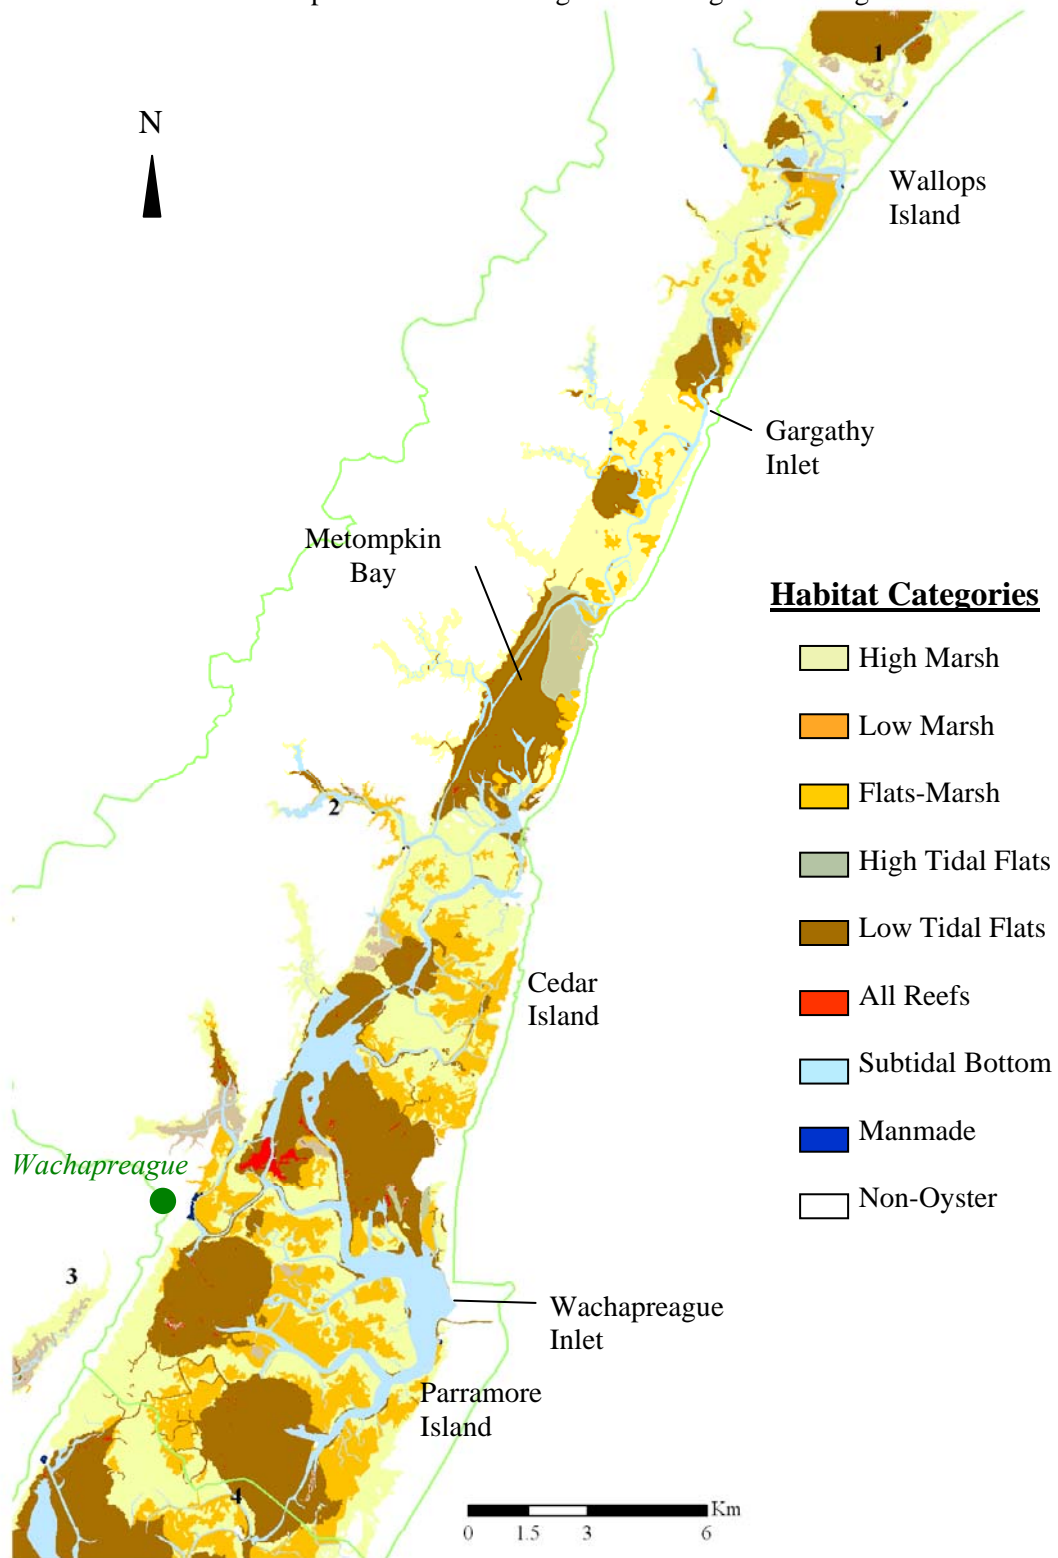 N
1
Wallops
Island
Gargathy
Inlet
Metompkin
Bay
Habitat Categories
High Marsh
Low Marsh
Flats-Marsh
High Tidal Flats
Low Tidal Flats
All Reefs
Subtidal Bottom
Manmade
Non-Oyster
2
Cedar
Island
Wachapreague
3
Wachapreague
Inlet
Parramore
Island
4
Km
0 1.5 3 6